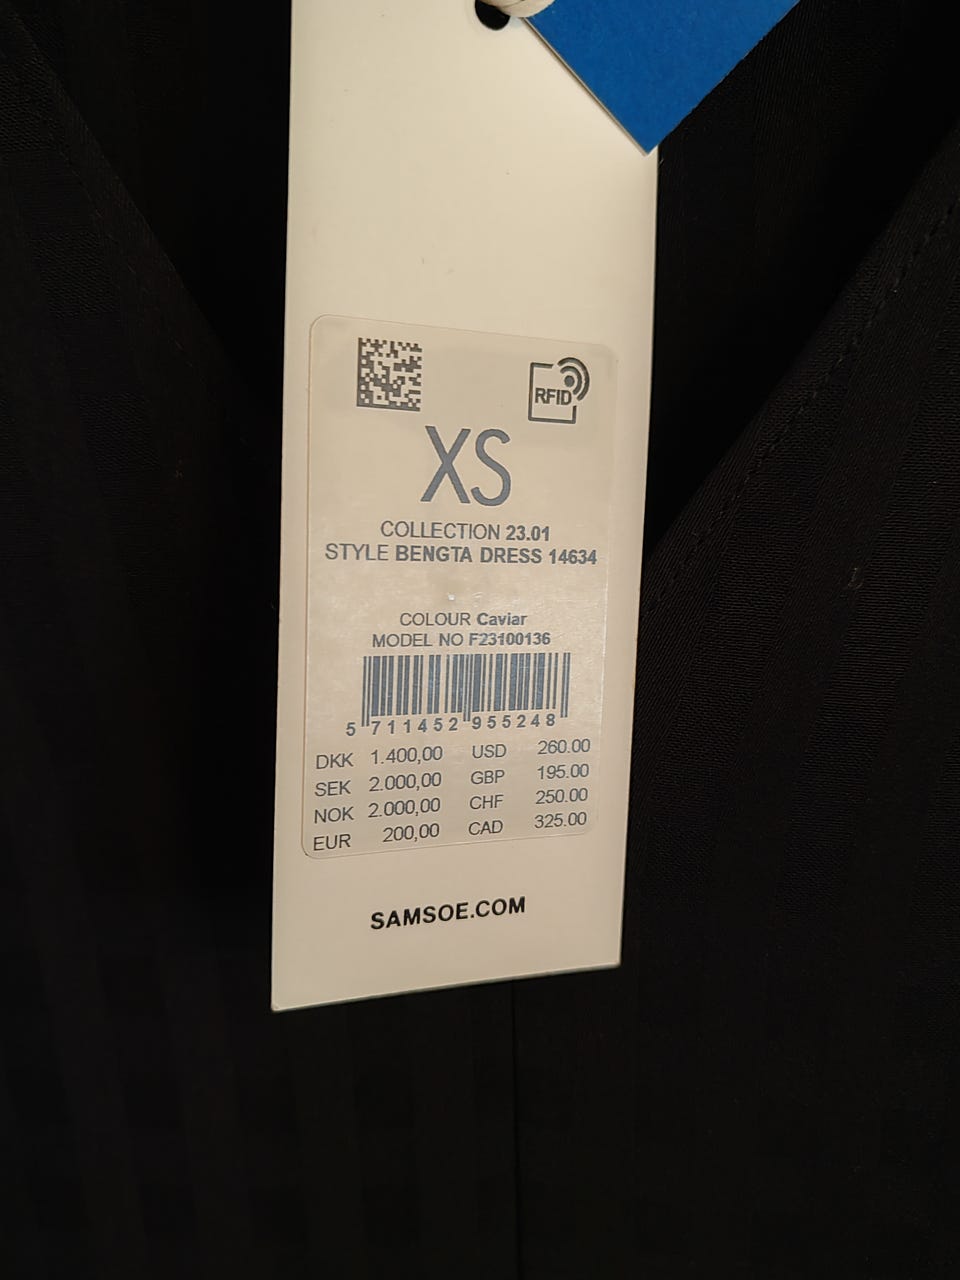 RFID
XS
COLLECTION 23.01
STYLE BENGTA DRESS 14634
COLOUR Caviar
MODEL NO F23100136
5 711452 955248
DKK 1.400,00 USD 260.00
SEK 2.000,00 GBP 195.00
NOK 2.000,00 CHF 250.00
EUR 200,00 CAD 325.00
SAMSOE.COM